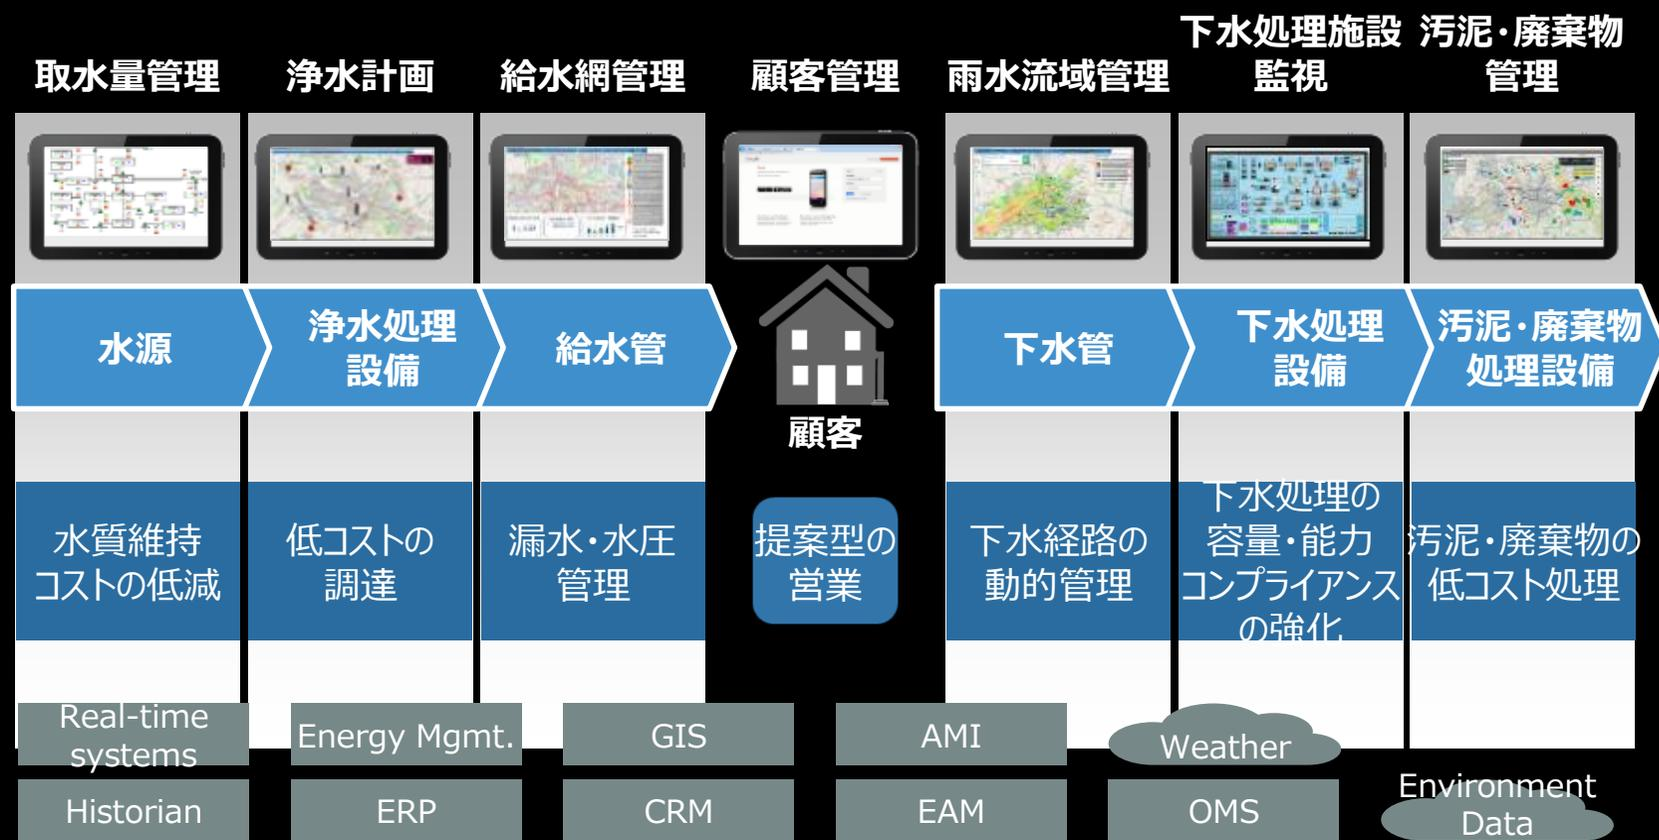 取水量管理
浄水計画
給水網管理
顧客管理
雨水流域管理
下水処理施設
監視
汚泥・廃棄物
管理
水源
浄水処理
設備
給水管
顧客
下水管
下水処理
設備
汚泥・廃棄物
処理設備
水質維持
コストの低減
低コストの
調達
漏水・水圧
管理
提案型の
営業
下水経路の
動的管理
下水処理の
容量・能力
コンプライアンス
の強化
汚泥・廃棄物の
低コスト処理
Real-time
systems
Energy Mgmt.
GIS
AMI
Weather
Historian
ERP
CRM
EAM
OMS
Environment
Data